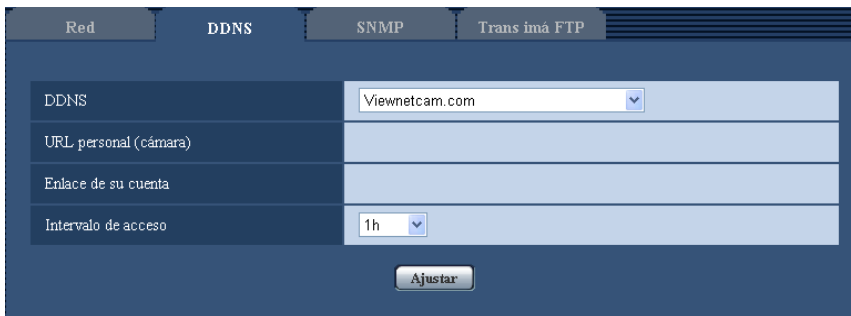 Red DDNS SNMP Trans imá FTP
DDNS Viewnetcam.com
URL personal (cámara)
Enlace de su cuenta
Intervalo de acceso 1h
Ajustar